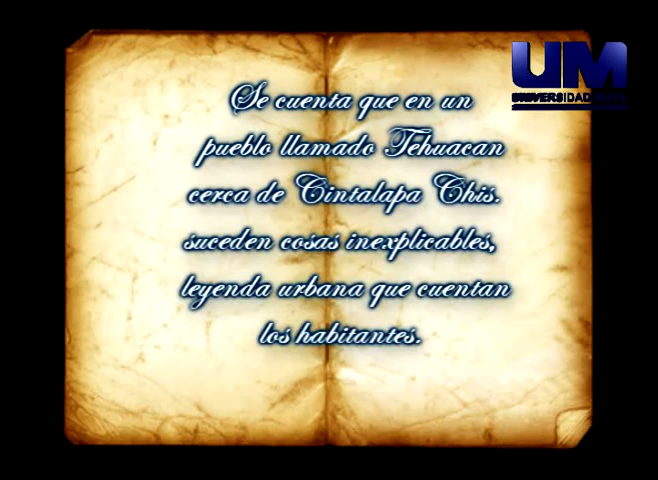 UM
UNIVERSIDAD
Se cuenta que en un
pueblo llamado Tehuacan
cerca de Cintalapa Chis.
suceden cosas inexplicables,
leyenda urbana que cuentan
los habitantes.